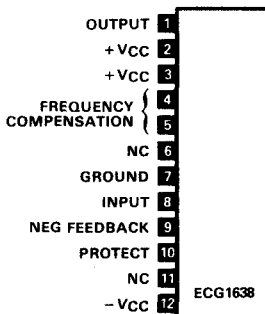 OUTPUT 1
+VCC 2
+VCC 3
FREQUENCY COMPENSATION { 4
5
NC 6
GROUND 7
INPUT 8
NEG FEEDBACK 9
PROTECT 10
NC 11
−VCC 12
ECG1638